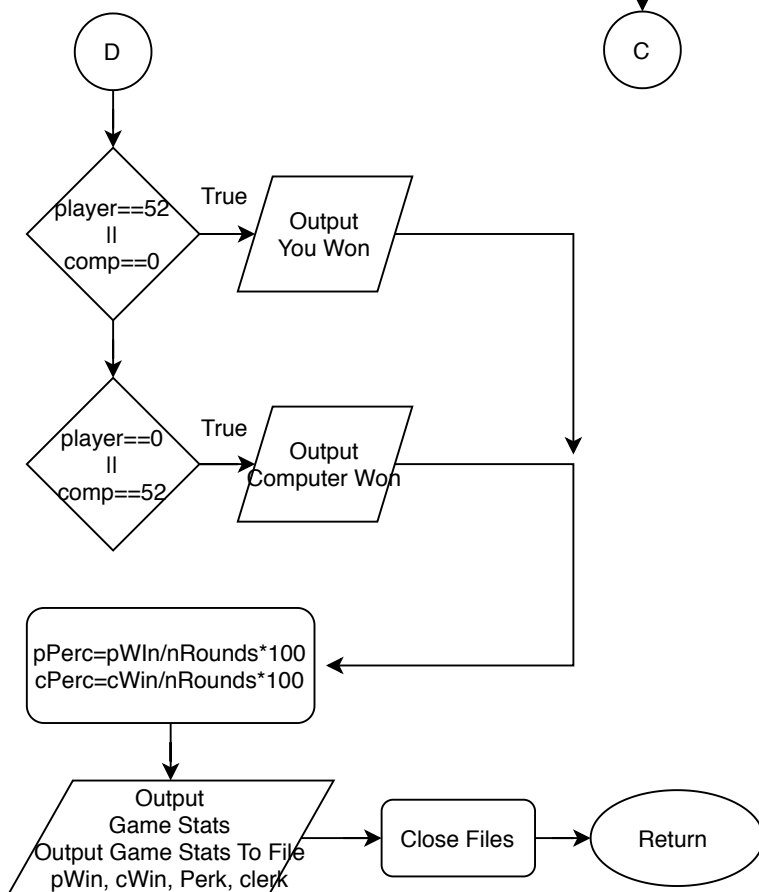 D
C
player==52
||
comp==0
True
Output
You Won
player==0
||
comp==52
True
Output
Computer Won
pPerc=pWIn/nRounds*100
cPerc=cWin/nRounds*100
Output
Game Stats
Output Game Stats To File
pWin, cWin, Perk, clerk
Close Files
Return